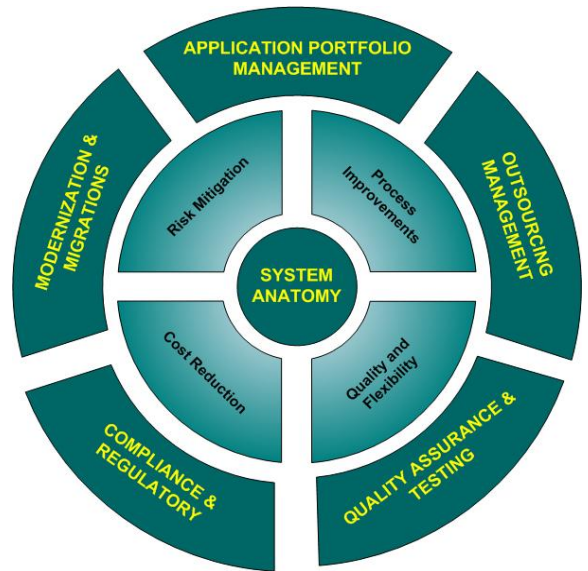 APPLICATION PORTFOLIO
MANAGEMENT
MODERNIZATION &
MIGRATIONS
OUTSOURCING
MANAGEMENT
Risk Mitigation
Process
Improvements
SYSTEM
ANATOMY
Cost Reduction
Quality and
Flexibility
COMPLIANCE &
REGULATORY
QUALITY ASSURANCE &
TESTING